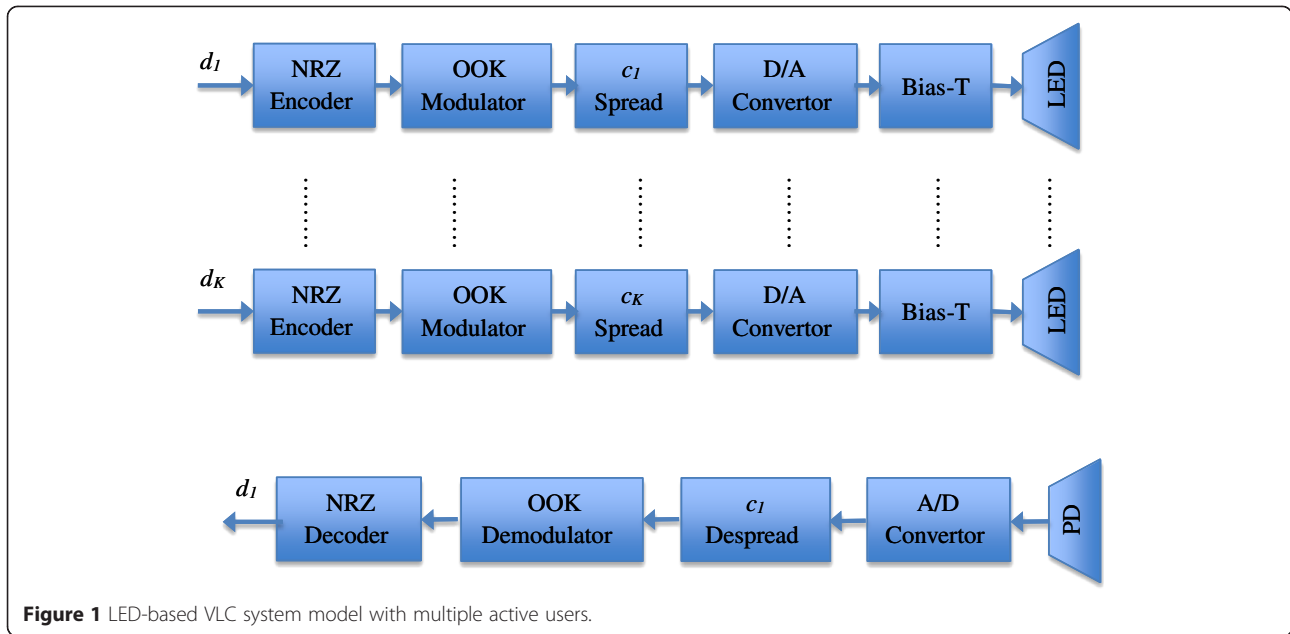 d1
NRZ
Encoder
OOK
Modulator
c1
Spread
D/A
Convertor
Bias-T
LED
dK
NRZ
Encoder
OOK
Modulator
cK
Spread
D/A
Convertor
Bias-T
LED
d1
NRZ
Decoder
OOK
Demodulator
c1
Despread
A/D
Convertor
PD
Figure 1 LED-based VLC system model with multiple active users.